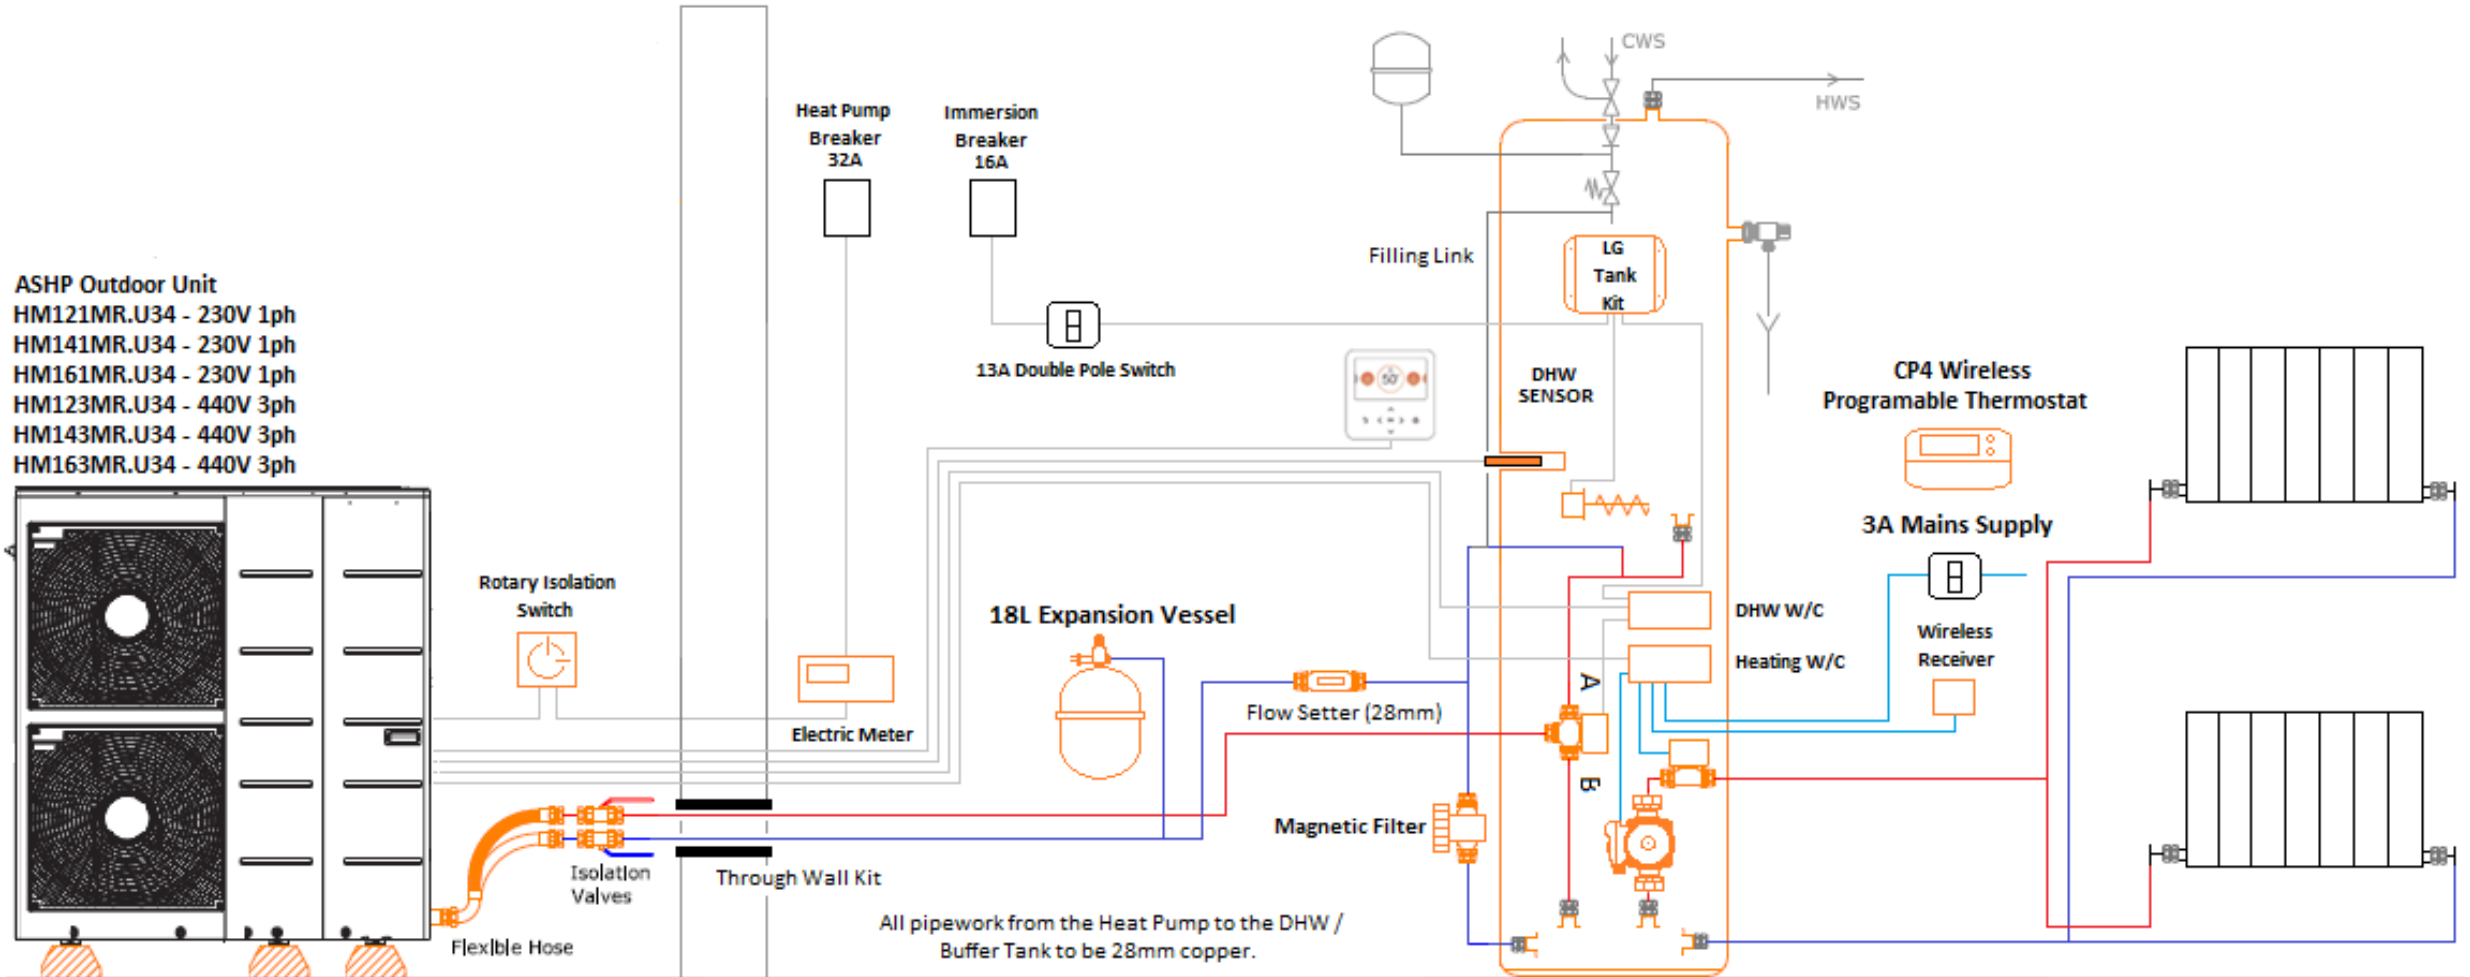 CWS
HWS
Heat Pump
Breaker
32A
Immersion
Breaker
16A
LG
Tank
Kit
Filling Link
ASHP Outdoor Unit
HM121MR.U34 - 230V 1ph
HM141MR.U34 - 230V 1ph
HM161MR.U34 - 230V 1ph
HM123MR.U34 - 440V 3ph
HM143MR.U34 - 440V 3ph
HM163MR.U34 - 440V 3ph
13A Double Pole Switch
50°
DHW
SENSOR
CP4 Wireless
Programable Thermostat
3A Mains Supply
Rotary Isolation
Switch
18L Expansion Vessel
DHW W/C
Wireless
Receiver
Heating W/C
A
Flow Setter (28mm)
Electric Meter
B
Magnetic Filter
Isolation
Valves
Through Wall Kit
All pipework from the Heat Pump to the DHW /
Buffer Tank to be 28mm copper.
Flexible Hose